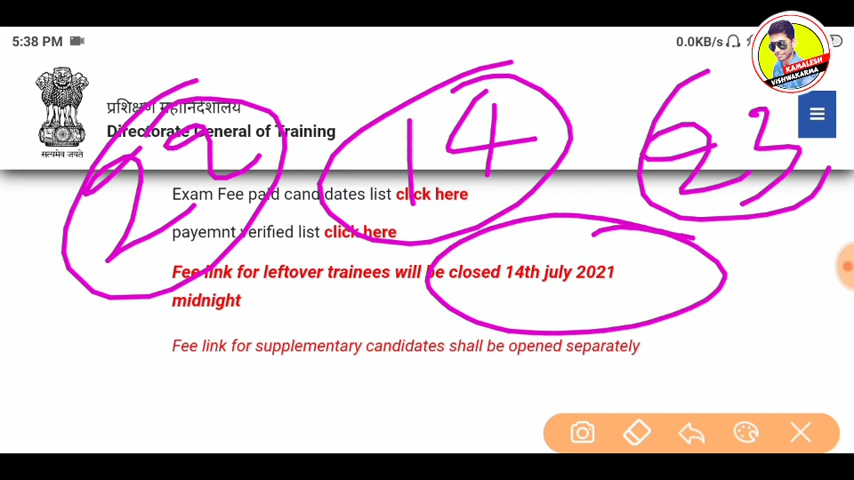 5:38 PM
0.0KB/s
KAMALESH
VISHWAKARMA
सत्यमेव जयते
प्रशिक्षण महानिदेशालय
Directorate General of Training
14
23
Exam Fee paid candidates list click here
payemnt verified list click here
Fee link for leftover trainees will be closed 14th july 2021
midnight
Fee link for supplementary candidates shall be opened separately